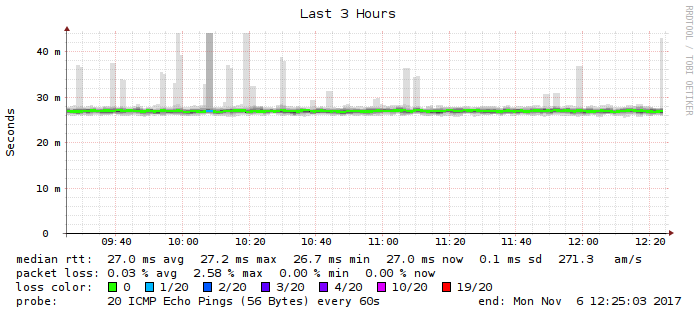 Last 3 Hours
RRDTOOL / TOBI OETIKER
Seconds
40 m
30 m
20 m
10 m
0
09:40 10:00 10:20 10:40 11:00 11:20 11:40 12:00 12:20
median rtt: 27.0 ms avg 27.2 ms max 26.7 ms min 27.0 ms now 0.1 ms sd 271.3 am/s
packet loss: 0.03 % avg 2.58 % max 0.00 % min 0.00 % now
loss color: 0 1/20 2/20 3/20 4/20 10/20 19/20
probe: 20 ICMP Echo Pings (56 Bytes) every 60s end: Mon Nov 6 12:25:03 2017